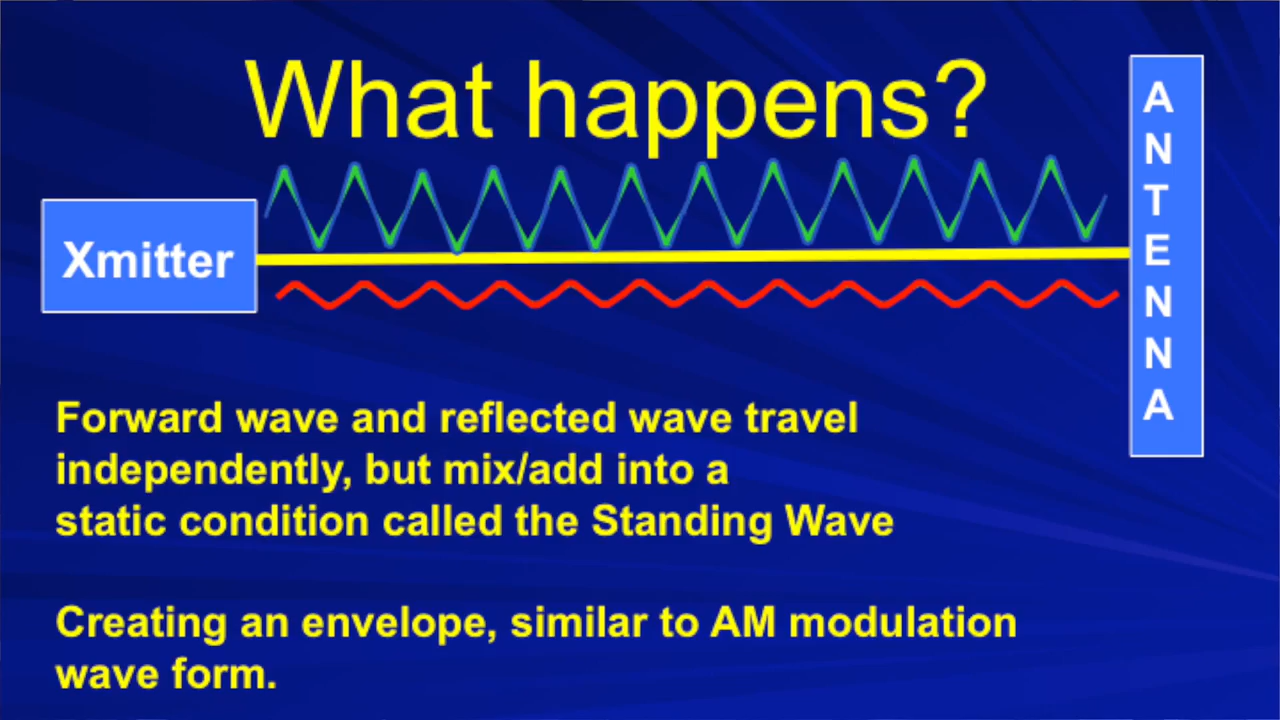 What happens?
Xmitter
ANTENNA
Forward wave and reflected wave travel
independently, but mix/add into a
static condition called the Standing Wave
Creating an envelope, similar to AM modulation
wave form.